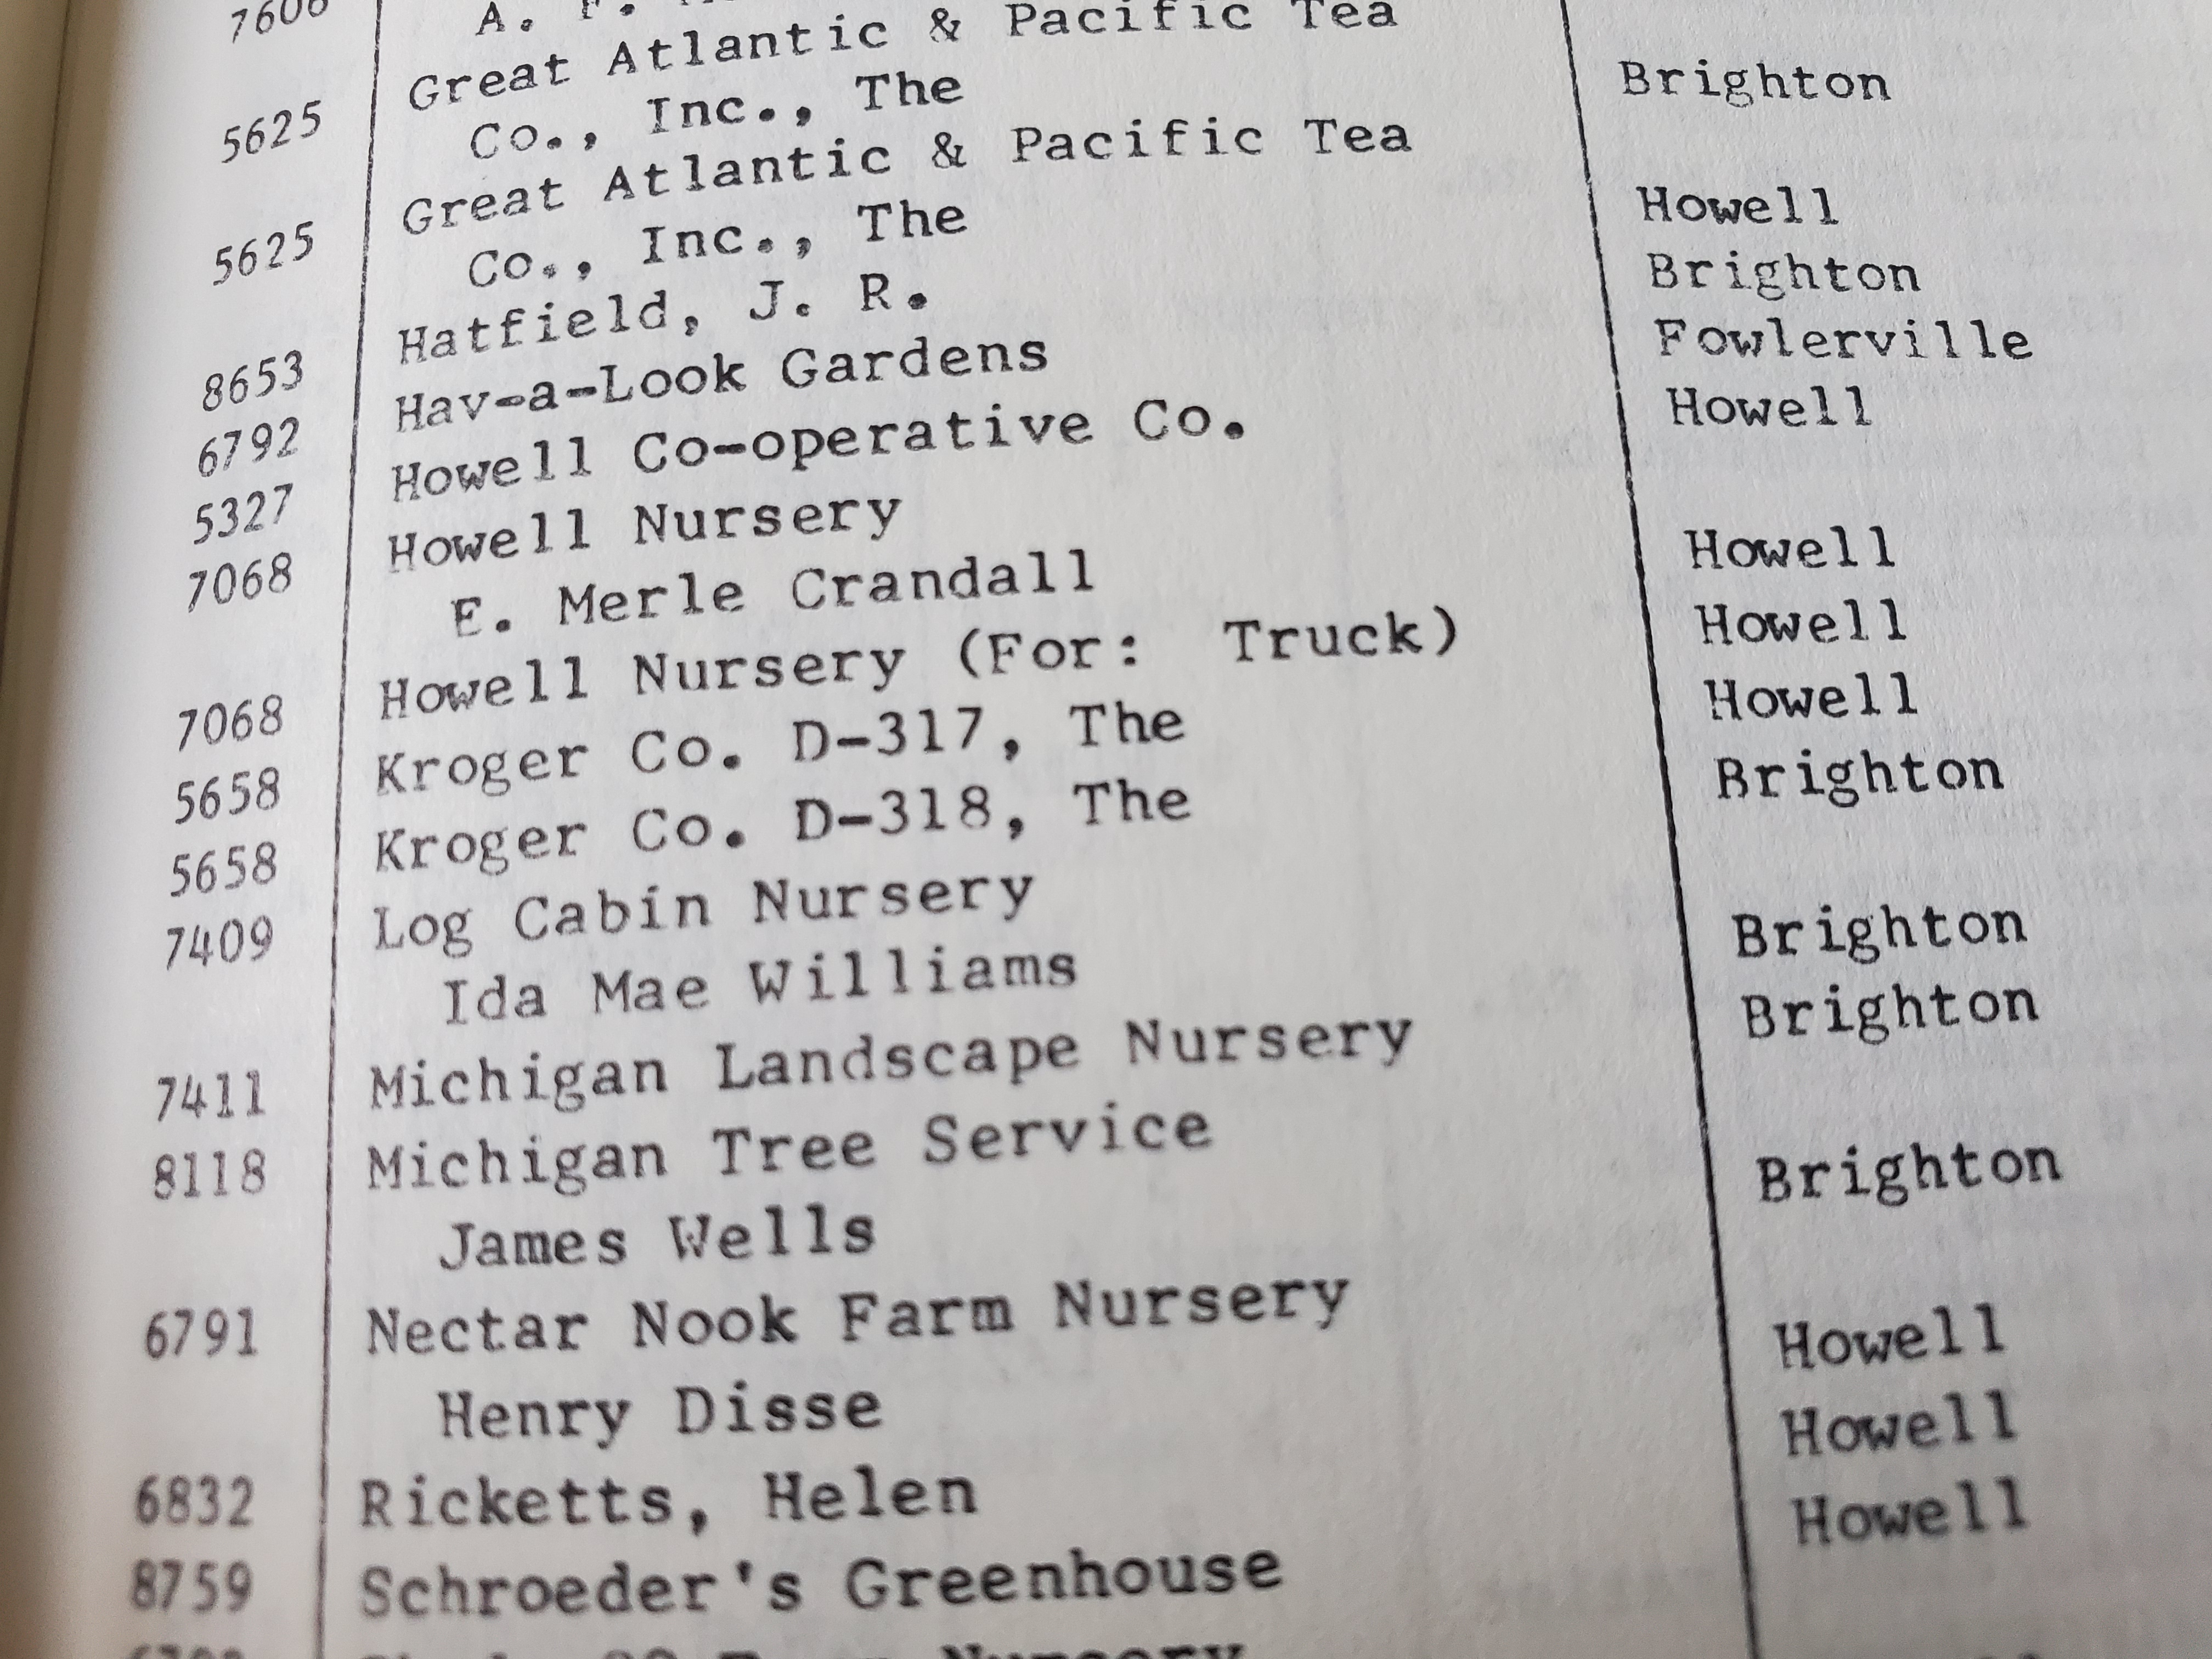 5625 Great Atlantic & Pacific Tea
Co., Inc., The
5625 Great Atlantic & Pacific Tea Brighton
Co., Inc., The
8653 Hatfield, J. R. Howell
6792 Hav-a-Look Gardens Brighton
5327 Howell Co-operative Co. Fowlerville
7068 Howell Nursery Howell
E. Merle Crandall
7068 Howell Nursery (For: Truck) Howell
5658 Kroger Co. D-317, The Howell
5658 Kroger Co. D-318, The Howell
7409 Log Cabin Nursery Brighton
Ida Mae Williams
7411 Michigan Landscape Nursery Brighton
8118 Michigan Tree Service Brighton
James Wells
6791 Nectar Nook Farm Nursery Brighton
Henry Disse
6832 Ricketts, Helen Howell
8759 Schroeder's Greenhouse Howell
Nursery Howell